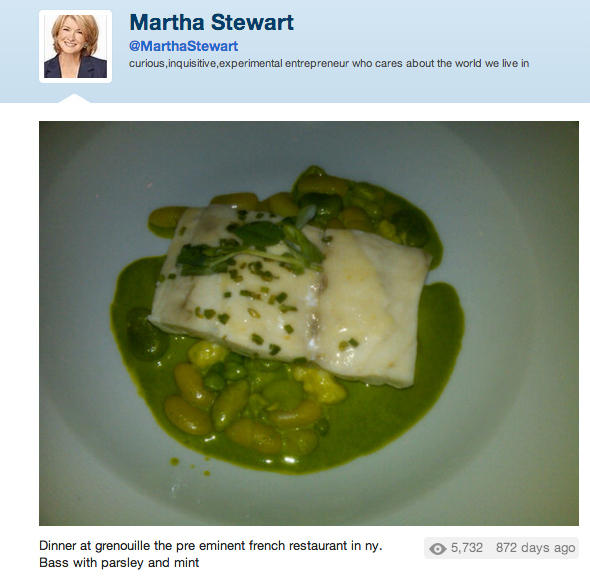 Martha Stewart
@MarthaStewart
curious,inquisitive,experimental entrepreneur who cares about the world we live in
Dinner at grenouille the pre eminent french restaurant in ny.
Bass with parsley and mint
5,732 872 days ago